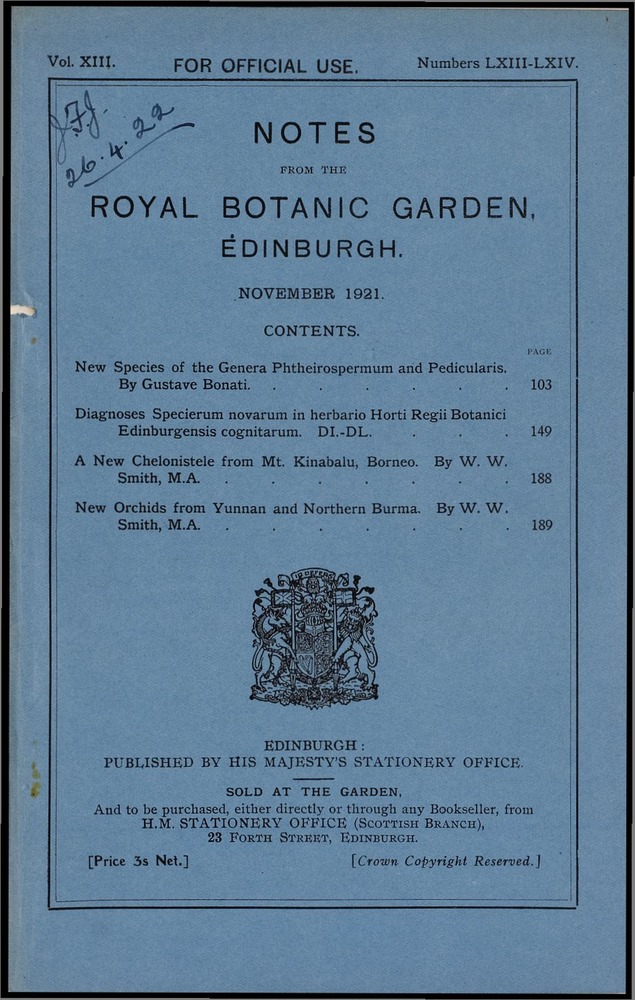 Vol. XIII.
FOR OFFICIAL USE.
Numbers LXIII-LXIV.
J.F.J.
26.4.22
NOTES
FROM THE
ROYAL BOTANIC GARDEN,
EDINBURGH.
NOVEMBER 1921.
CONTENTS.
PAGE
New Species of the Genera Phtheirospermum and Pedicularis.
By Gustave Bonati. . . . . . . 103
Diagnoses Specierum novarum in herbario Horti Regii Botanici
Edinburgensis cognitarum. DI.-DL. . . . 149
A New Chelonistele from Mt. Kinabalu, Borneo. By W. W.
Smith, M.A. . . . . . . . 188
New Orchids from Yunnan and Northern Burma. By W. W.
Smith, M.A. . . . . . . . 189
IN DEFENS
EDINBURGH :
PUBLISHED BY HIS MAJESTY'S STATIONERY OFFICE.
SOLD AT THE GARDEN,
And to be purchased, either directly or through any Bookseller, from
H.M. STATIONERY OFFICE (SCOTTISH BRANCH),
23 FORTH STREET, EDINBURGH.
[Price 3s Net.]
[Crown Copyright Reserved.]